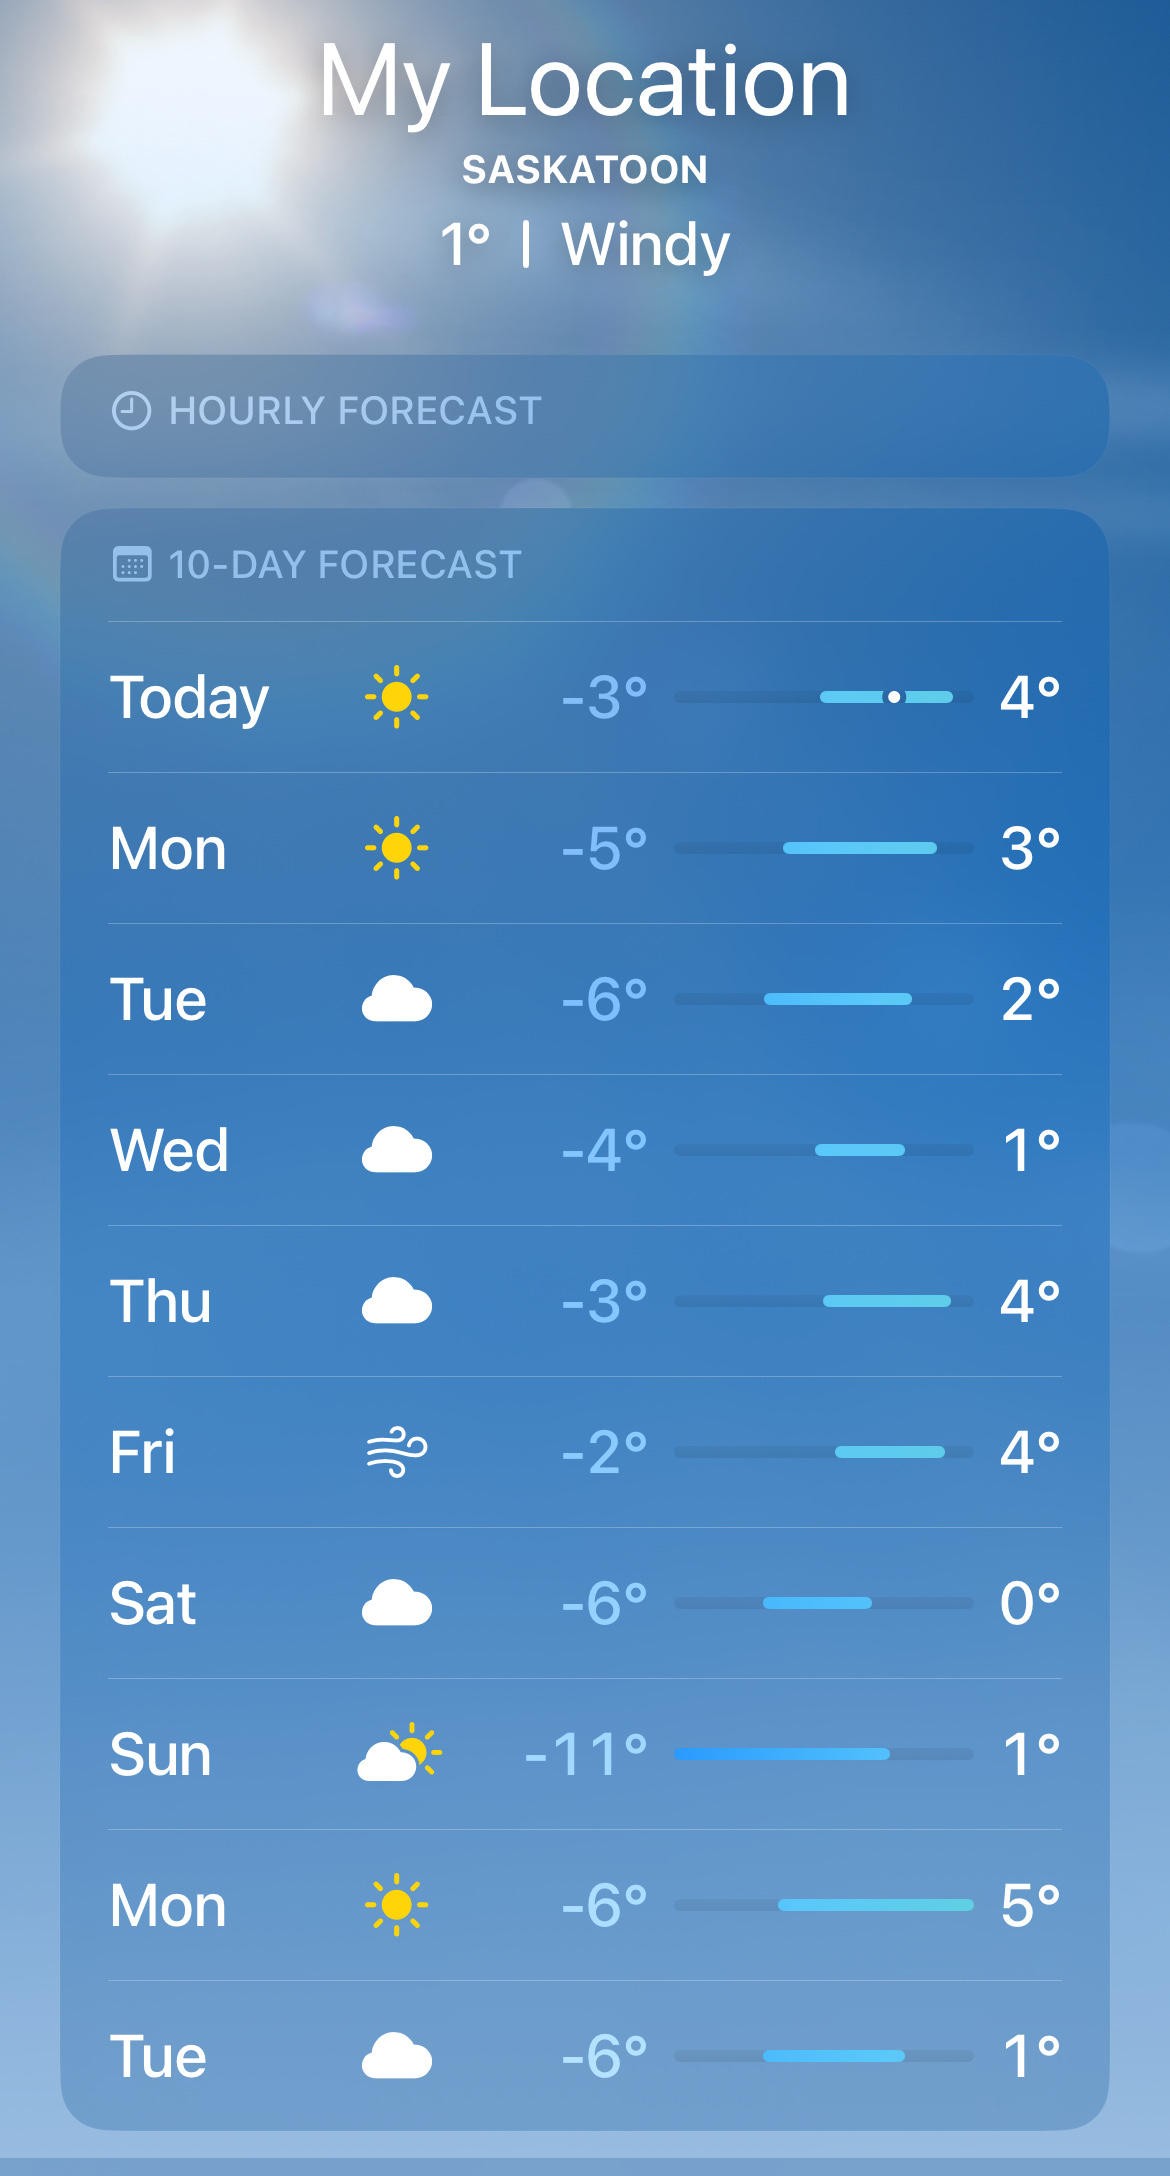 My Location
SASKATOON
1° | Windy
HOURLY FORECAST
10-DAY FORECAST
Today -3° 4°
Mon -5° 3°
Tue -6° 2°
Wed -4° 1°
Thu -3° 4°
Fri -2° 4°
Sat -6° 0°
Sun -11° 1°
Mon -6° 5°
Tue -6° 1°